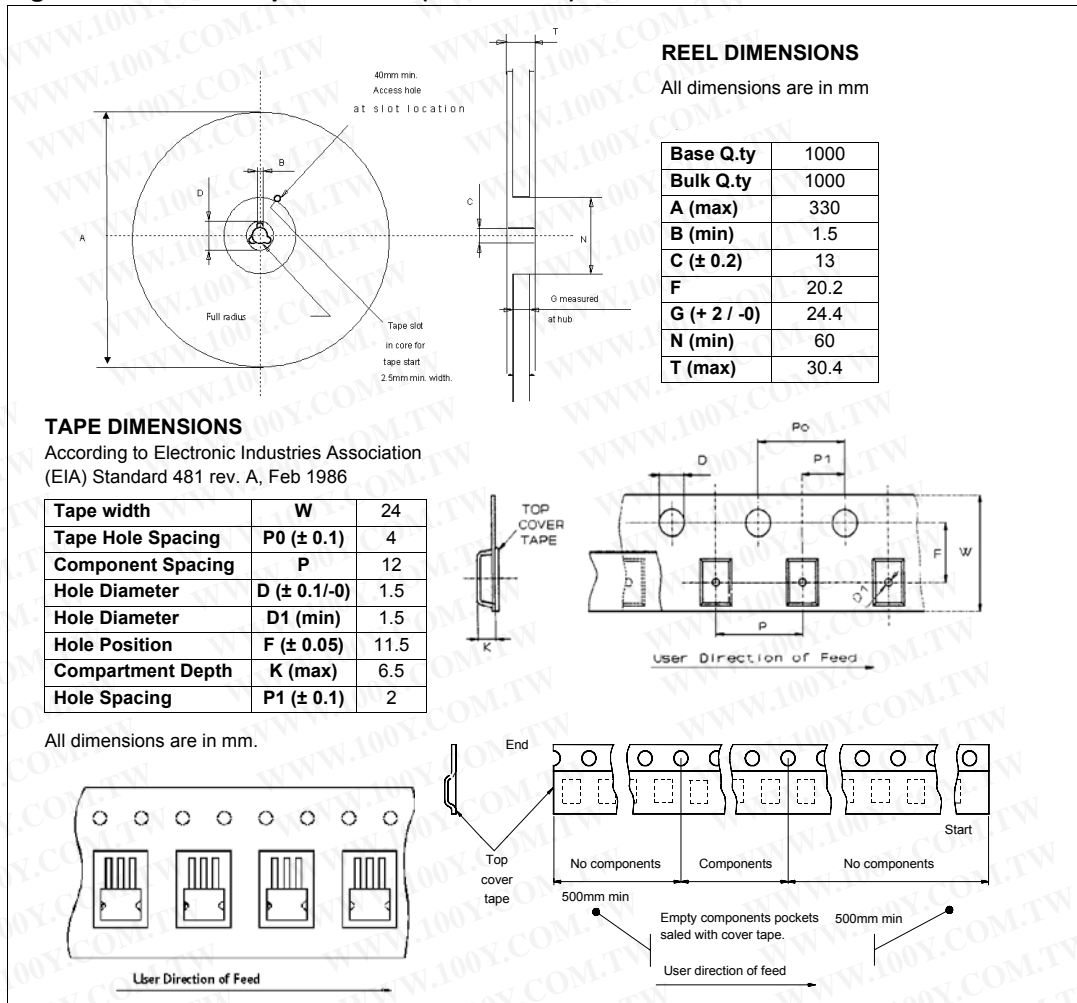 REEL DIMENSIONS
All dimensions are in mm
T
40mm min.
Access hole
at slot location
B
D
C
A
N
G measured
at hub
Full radius
Tape slot
in core for
tape start
2.5mm min. width.
Base Q.ty 1000
Bulk Q.ty 1000
A (max) 330
B (min) 1.5
C (± 0.2) 13
F 20.2
G (+ 2 / -0) 24.4
N (min) 60
T (max) 30.4
TAPE DIMENSIONS
According to Electronic Industries Association
(EIA) Standard 481 rev. A, Feb 1986
Tape width W 24
Tape Hole Spacing P0 (± 0.1) 4
Component Spacing P 12
Hole Diameter D (± 0.1/-0) 1.5
Hole Diameter D1 (min) 1.5
Hole Position F (± 0.05) 11.5
Compartment Depth K (max) 6.5
Hole Spacing P1 (± 0.1) 2
All dimensions are in mm.
Po
D
P1
TOP
COVER
TAPE
F
W
D1
K
P
User Direction of Feed
End
Start
Top
cover
tape
No components
Components
No components
500mm min
500mm min
Empty components pockets
saled with cover tape.
User direction of feed
User Direction of Feed
WWW.100Y.COM.TW